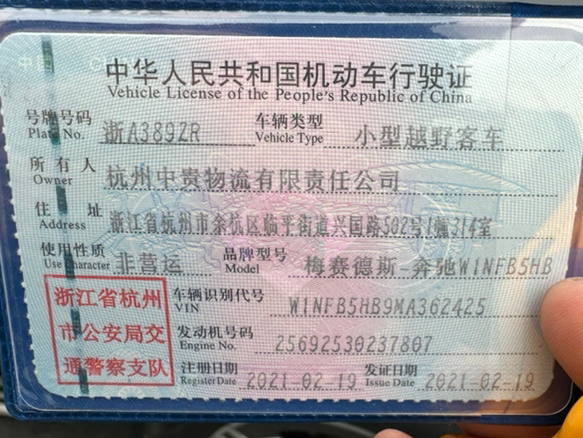 中华人民共和国机动车行驶证
Vehicle License of the People's Republic of China
号牌号码 浙A389ZR 车辆类型 小型越野客车
Plate No. Vehicle Type
所有人 杭州中贵物流有限责任公司
Owner
住址 浙江省杭州市余杭区临平街道兴国路502号1幢314室
Address
使用性质 非营运 品牌型号 梅赛德斯-奔驰W1NFB5HB
Use Character Model
浙江省杭州
市公安局交
通警察支队
车辆识别代号 W1NFB5HB9MA362425
VIN
发动机号码 25692530237807
Engine No.
注册日期 2021-02-19 发证日期 2021-02-19
Register Date Issue Date